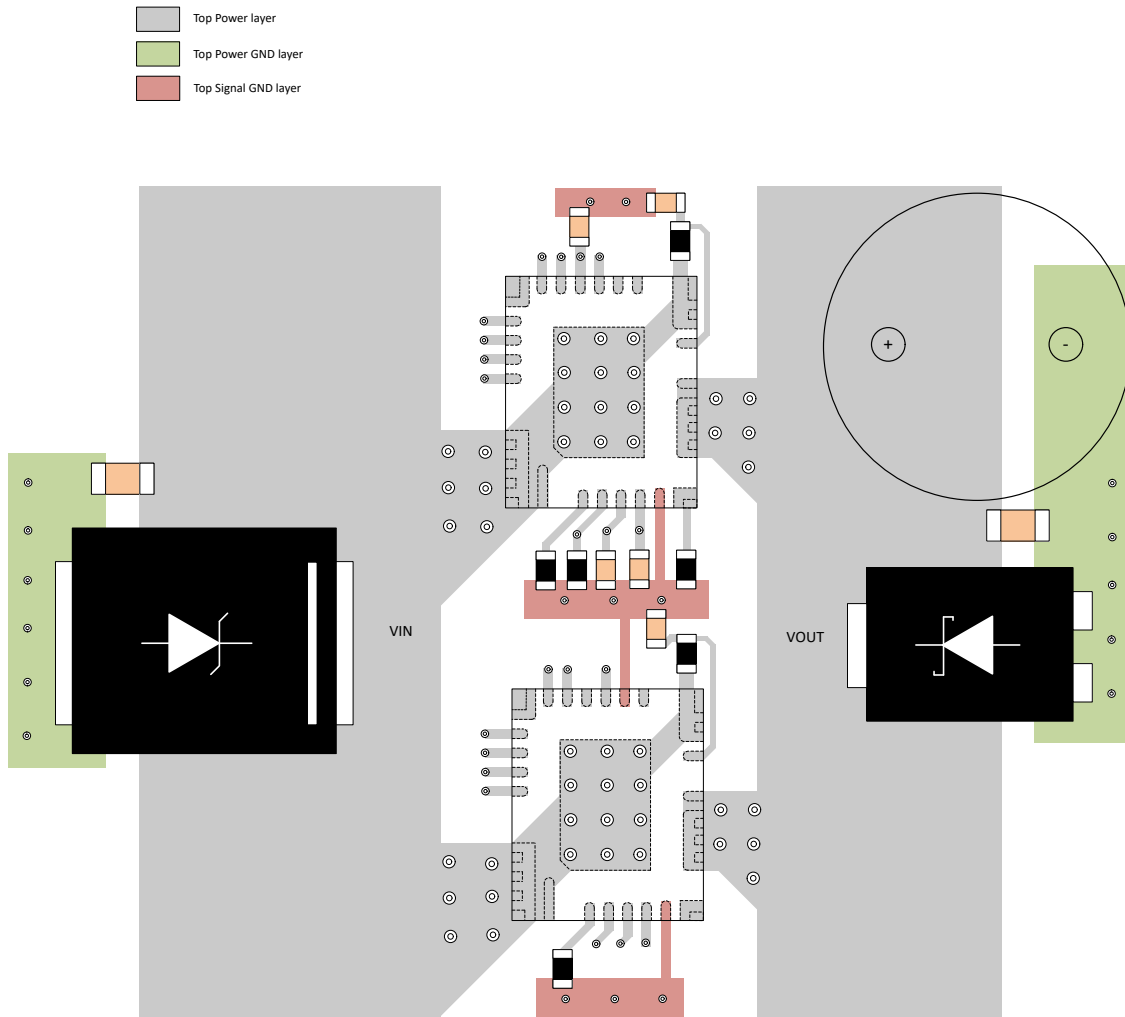 Top Power layer
Top Power GND layer
Top Signal GND layer
+
-
VIN
VOUT